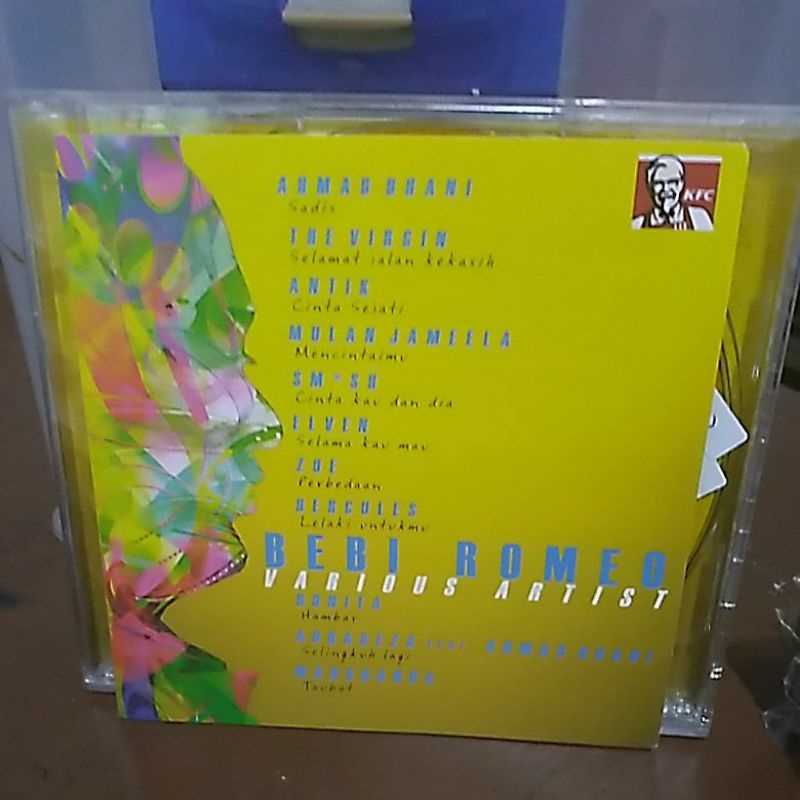 AHMAD DHANI
Sadis
KFC
THE VIRGIN
Selamat jalan kekasih
ANTIK
Cinta Sejati
MULAN JAMEELA
Mencintaimu
SM*SH
Cinta kau dan dia
ELVEN
Selama kau mau
ZOE
Perbedaan
HERCULES
Lelaki untukmu
BEBI ROMEO
VARIOUS ARTIST
BONITA
Hambar
feat. AHMAD DHANI
Selingkuh lagi
Taubat